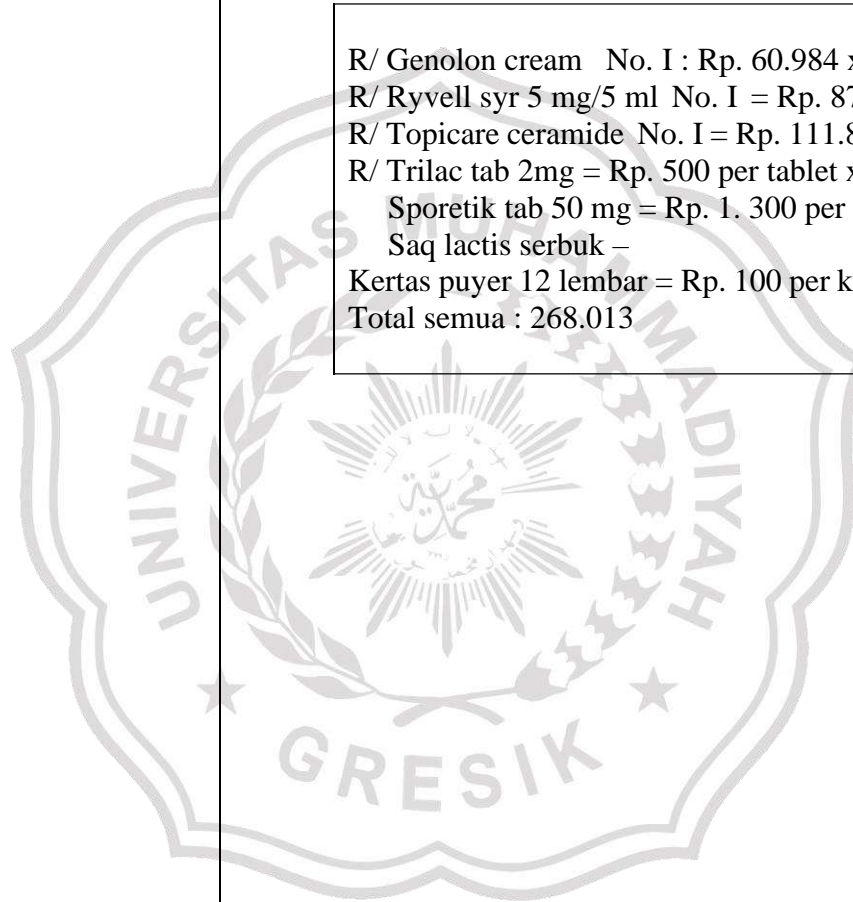 R/ Genolon cream No. I : Rp. 60.984 x
R/ Ryvell syr 5 mg/5 ml No. I = Rp. 87
R/ Topicare ceramide No. I = Rp. 111.8
R/ Trilac tab 2mg = Rp. 500 per tablet x
Sporetik tab 50 mg = Rp. 1. 300 per
Saq lactis serbuk –
Kertas puyer 12 lembar = Rp. 100 per k
Total semua : 268.013
UNIVERSITAS MUHAMMADIYAH
GRESIK